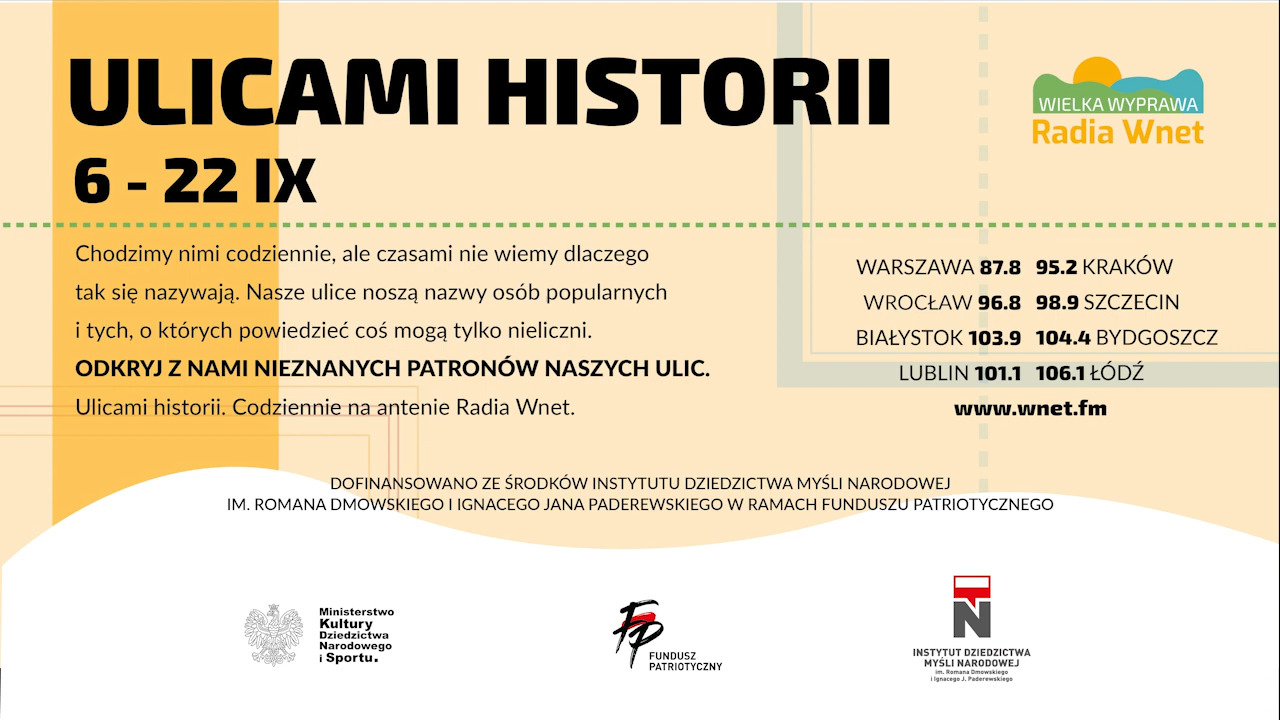 ULICAMI HISTORII
6 - 22 IX
WIELKA WYPRAWA
Radia Wnet
Chodzimy nimi codziennie, ale czasami nie wiemy dlaczego
tak się nazywają. Nasze ulice noszą nazwy osób popularnych
i tych, o których powiedzieć coś mogą tylko nieliczni.
ODKRYJ Z NAMI NIEZNANYCH PATRONÓW NASZYCH ULIC.
Ulicami historii. Codziennie na antenie Radia Wnet.
WARSZAWA 87.8 95.2 KRAKÓW
WROCŁAW 96.8 98.9 SZCZECIN
BIAŁYSTOK 103.9 104.4 BYDGOSZCZ
LUBLIN 101.1 106.1 ŁÓDŹ
www.wnet.fm
DOFINANSOWANO ZE ŚRODKÓW INSTYTUTU DZIEDZICTWA MYŚLI NARODOWEJ
IM. ROMANA DMOWSKIEGO I IGNACEGO JANA PADEREWSKIEGO W RAMACH FUNDUSZU PATRIOTYCZNEGO
Ministerstwo
Kultury
Dziedzictwa
Narodowego
i Sportu.
FP
FUNDUSZ
PATRIOTYCZNY
N
INSTYTUT DZIEDZICTWA
MYŚLI NARODOWEJ
im. Romana Dmowskiego
i Ignacego J. Paderewskiego